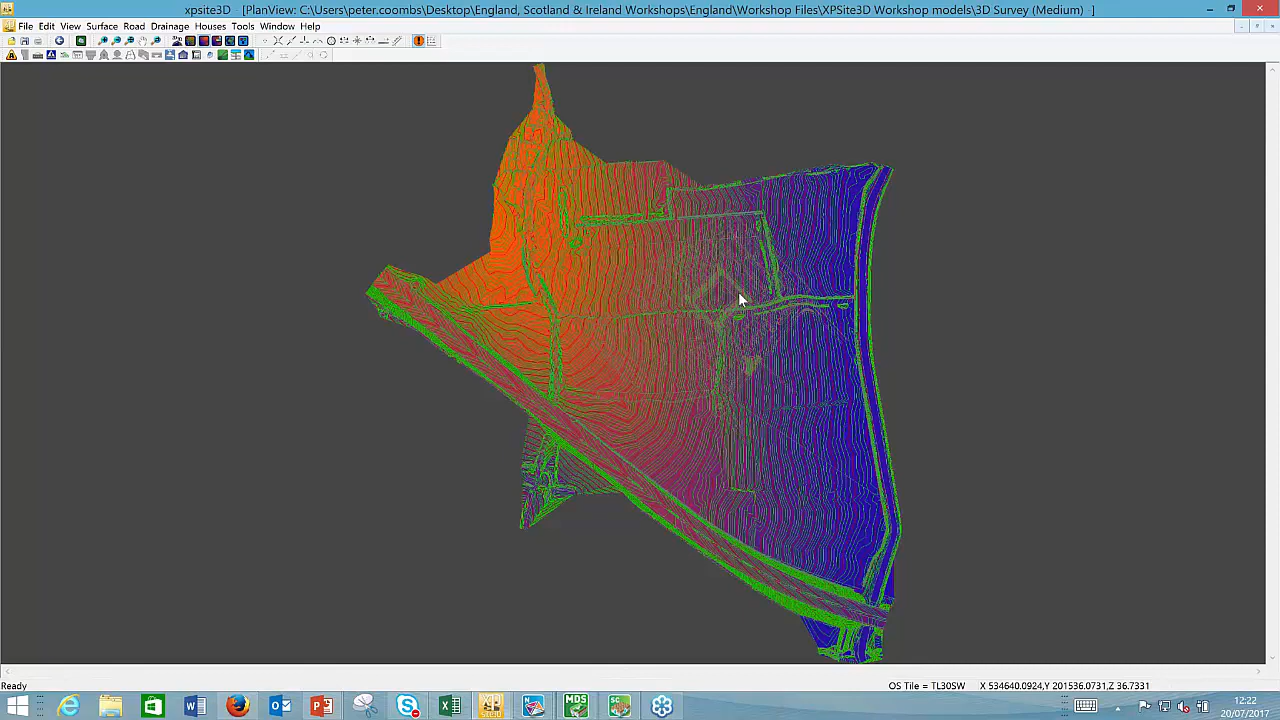 xpsite3D - [PlanView: C:\Users\peter.coombs\Desktop\England, Scotland & Ireland Workshops\England\Workshop Files\XPSite3D Workshop models\3D Survey (Medium) ]
File Edit View Surface Road Drainage Houses Tools Window Help
Ready
OS Tile = TL30SW X 534640.0924,Y 201536.0731, Z 36.7331
MDS
SC
12:22
20/07/2017